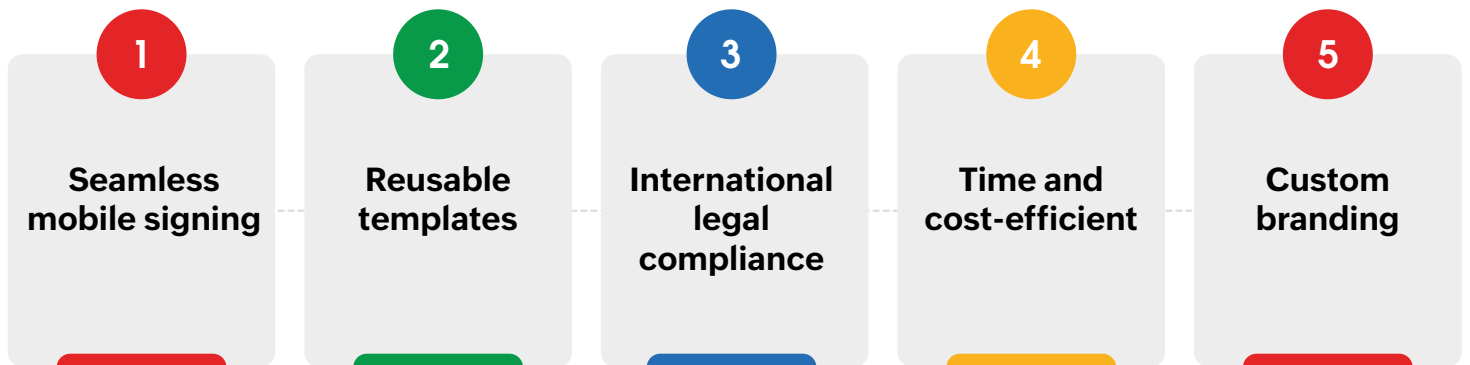 1
Seamless
mobile signing
2
Reusable
templates
3
International
legal
compliance
4
Time and
cost-efficient
5
Custom
branding